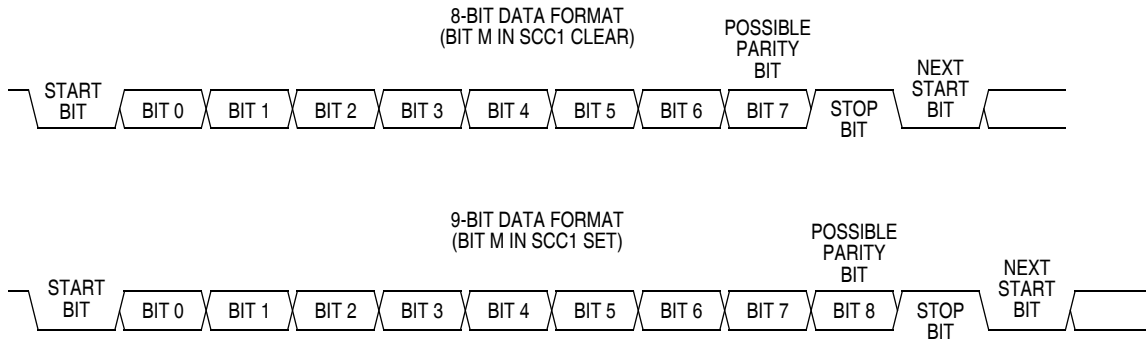 8-BIT DATA FORMAT
(BIT M IN SCC1 CLEAR)
POSSIBLE
PARITY
BIT
NEXT
START
BIT
START
BIT
BIT 0
BIT 1
BIT 2
BIT 3
BIT 4
BIT 5
BIT 6
BIT 7
STOP
BIT
9-BIT DATA FORMAT
(BIT M IN SCC1 SET)
POSSIBLE
PARITY
BIT
NEXT
START
BIT
START
BIT
BIT 0
BIT 1
BIT 2
BIT 3
BIT 4
BIT 5
BIT 6
BIT 7
BIT 8
STOP
BIT